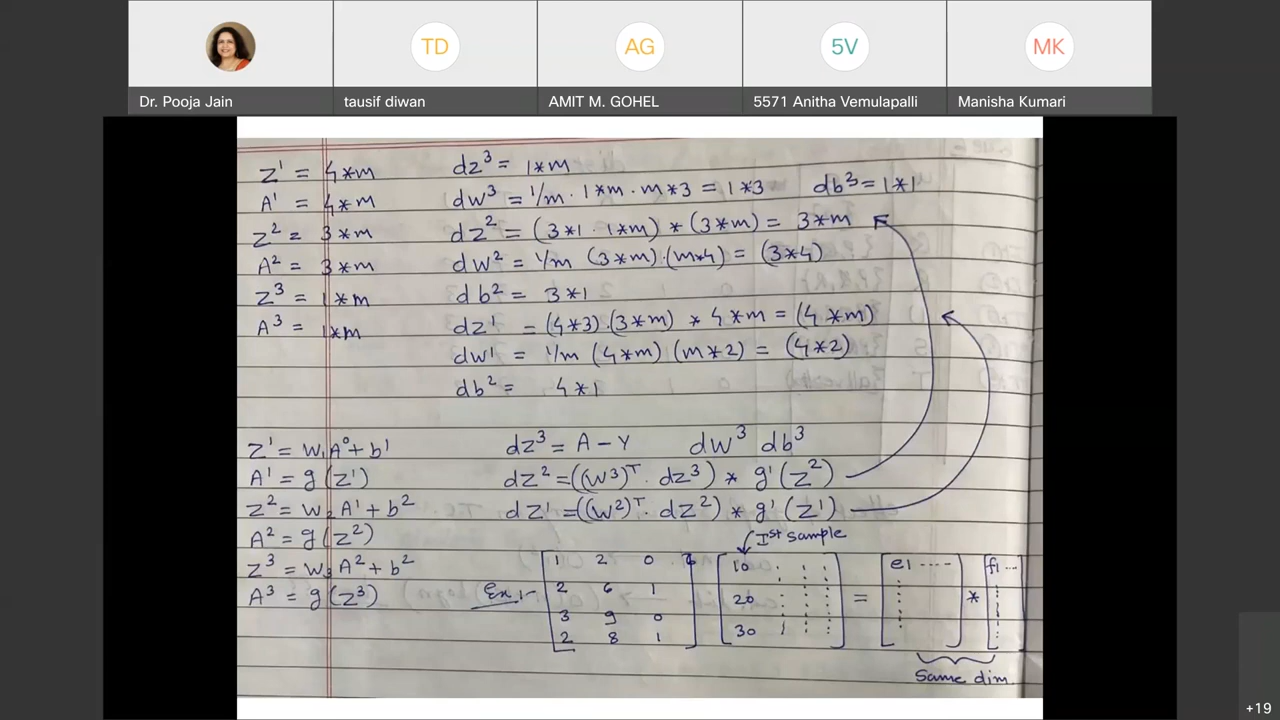 TD
AG
5V
MK
Dr. Pooja Jain
tausif diwan
AMIT M. GOHEL
5571 Anitha Vemulapalli
Manisha Kumari
Z¹ = 4*m
A¹ = 4*m
Z² = 3*m
A² = 3*m
Z³ = 1*m
A³ = 1*m
dz³ = 1*m
dw³ = 1/m · 1*m · m*3 = 1*3 db³ = 1*1
dz² = (3*1 · 1*m) * (3*m) = 3*m
dw² = 1/m (3*m) · (m*4) = (3*4)
db² = 3*1
dz¹ = (4*3) · (3*m) * 4*m = (4*m)
dw¹ = 1/m (4*m) (m*2) = (4*2)
db² = 4*1
Z¹ = W₁A⁰ + b¹
A¹ = g(Z¹)
Z² = W₂A¹ + b²
A² = g(Z²)
Z³ = W₃A² + b²
A³ = g(Z³)
dz³ = A - Y dw³ db³
dz² = ((W³)ᵀ · dz³) * g'(Z²)
dz¹ = ((W²)ᵀ · dz²) * g'(Z¹)
Ist sample
Ex:-
1 2 0 10 e1 ---- f1 ...
2 6 1 20 = *
3 9 0
2 8 1 30
Same dim.
+19